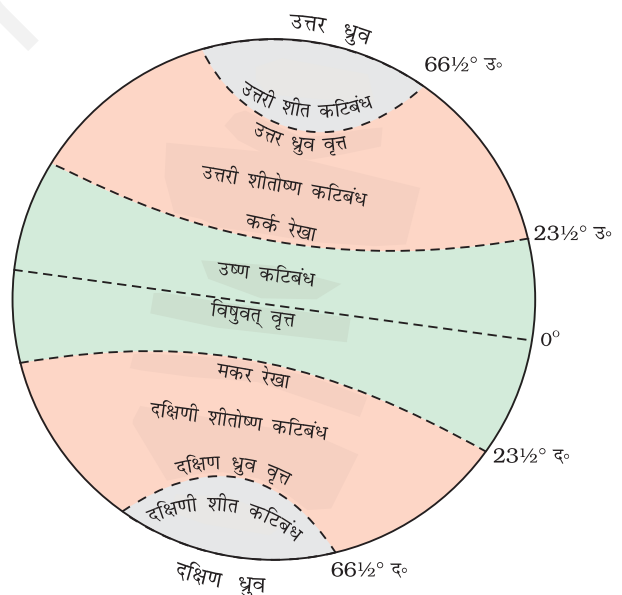 उत्तर ध्रुव
66½° उ॰
उत्तरी शीत कटिबंध
उत्तर ध्रुव वृत्त
उत्तरी शीतोष्ण कटिबंध
कर्क रेखा
23½° उ॰
उष्ण कटिबंध
विषुवत् वृत्त
0°
मकर रेखा
दक्षिणी शीतोष्ण कटिबंध
23½° द॰
दक्षिण ध्रुव वृत्त
दक्षिणी शीत कटिबंध
66½° द॰
दक्षिण ध्रुव